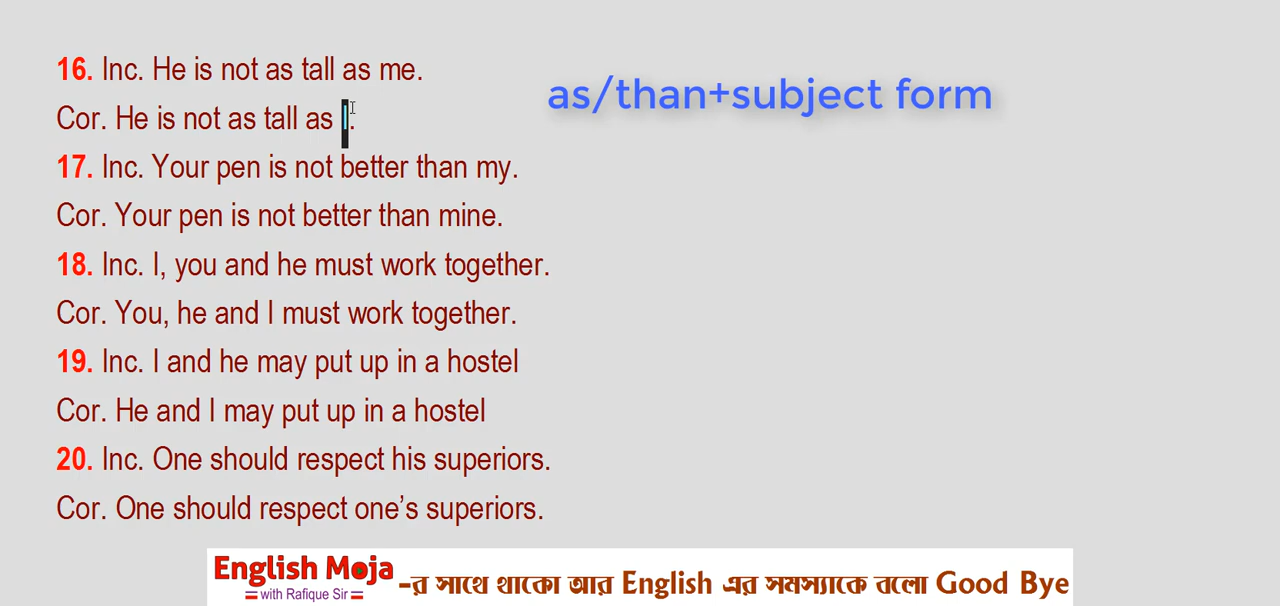 16. Inc. He is not as tall as me.
as/than+subject form
Cor. He is not as tall as I.
17. Inc. Your pen is not better than my.
Cor. Your pen is not better than mine.
18. Inc. I, you and he must work together.
Cor. You, he and I must work together.
19. Inc. I and he may put up in a hostel
Cor. He and I may put up in a hostel
20. Inc. One should respect his superiors.
Cor. One should respect one’s superiors.
English Moja -র সাথে থাকো আর English এর সমস্যাকে বলো Good Bye
with Rafique Sir